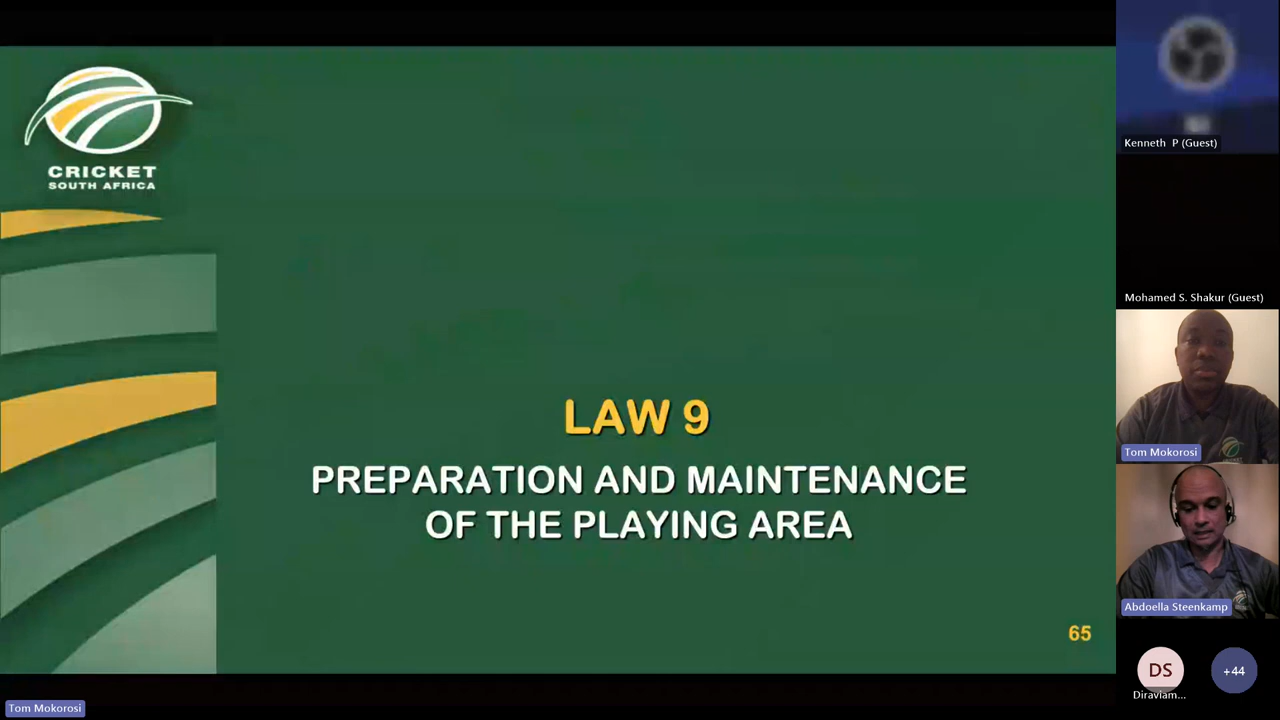 CRICKET
SOUTH AFRICA
LAW 9
PREPARATION AND MAINTENANCE
OF THE PLAYING AREA
65
Tom Mokorosi
Kenneth P (Guest)
Mohamed S. Shakur (Guest)
Tom Mokorosi
Abdoella Steenkamp
DS
Diraviam...
+44